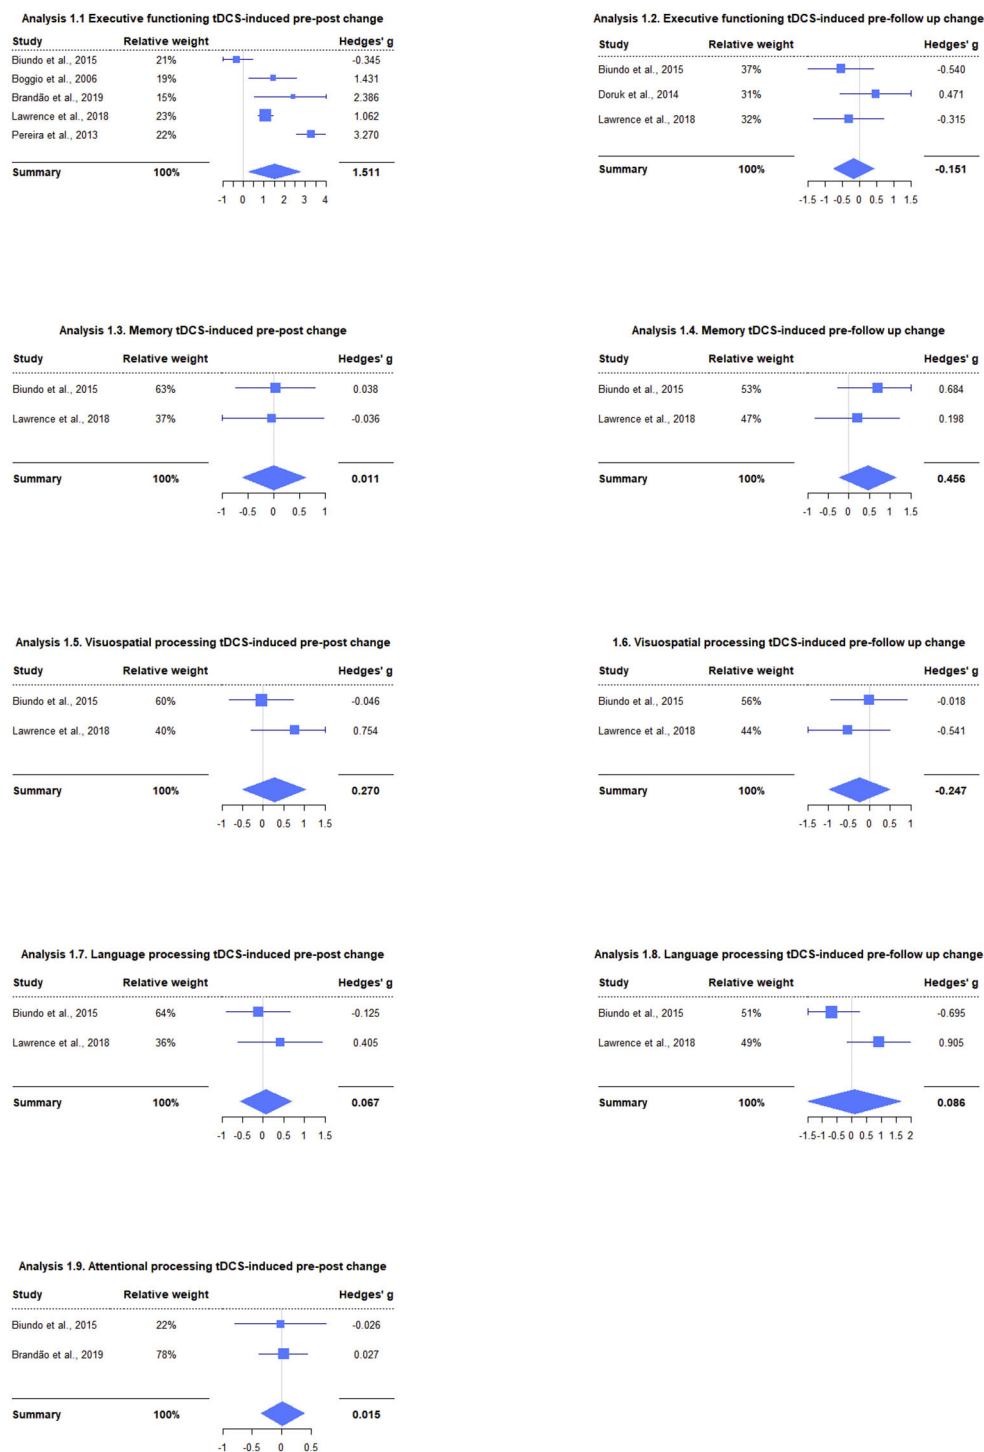 Analysis 1.1 Executive functioning tDCS-induced pre-post change
Study Relative weight Hedges' g
Biundo et al., 2015 21% -0.345
Boggio et al., 2006 19% 1.431
Brandão et al., 2019 15% 2.386
Lawrence et al., 2018 23% 1.062
Pereira et al., 2013 22% 3.270
Summary 100% 1.511
-1 0 1 2 3 4
Analysis 1.2. Executive functioning tDCS-induced pre-follow up change
Study Relative weight Hedges' g
Biundo et al., 2015 37% -0.540
Doruk et al., 2014 31% 0.471
Lawrence et al., 2018 32% -0.315
Summary 100% -0.151
-1.5 -1 -0.5 0 0.5 1 1.5
Analysis 1.3. Memory tDCS-induced pre-post change
Study Relative weight Hedges' g
Biundo et al., 2015 63% 0.038
Lawrence et al., 2018 37% -0.036
Summary 100% 0.011
-1 -0.5 0 0.5 1
Analysis 1.4. Memory tDCS-induced pre-follow up change
Study Relative weight Hedges' g
Biundo et al., 2015 53% 0.684
Lawrence et al., 2018 47% 0.198
Summary 100% 0.456
-1 -0.5 0 0.5 1 1.5
Analysis 1.5. Visuospatial processing tDCS-induced pre-post change
Study Relative weight Hedges' g
Biundo et al., 2015 60% -0.046
Lawrence et al., 2018 40% 0.754
Summary 100% 0.270
-1 -0.5 0 0.5 1 1.5
1.6. Visuospatial processing tDCS-induced pre-follow up change
Study Relative weight Hedges' g
Biundo et al., 2015 56% -0.018
Lawrence et al., 2018 44% -0.541
Summary 100% -0.247
-1.5 -1 -0.5 0 0.5 1
Analysis 1.7. Language processing tDCS-induced pre-post change
Study Relative weight Hedges' g
Biundo et al., 2015 64% -0.125
Lawrence et al., 2018 36% 0.405
Summary 100% 0.067
-1 -0.5 0 0.5 1 1.5
Analysis 1.8. Language processing tDCS-induced pre-follow up change
Study Relative weight Hedges' g
Biundo et al., 2015 51% -0.695
Lawrence et al., 2018 49% 0.905
Summary 100% 0.086
-1.5 -1 -0.5 0 0.5 1 1.5 2
Analysis 1.9. Attentional processing tDCS-induced pre-post change
Study Relative weight Hedges' g
Biundo et al., 2015 22% -0.026
Brandão et al., 2019 78% 0.027
Summary 100% 0.015
-1 -0.5 0 0.5